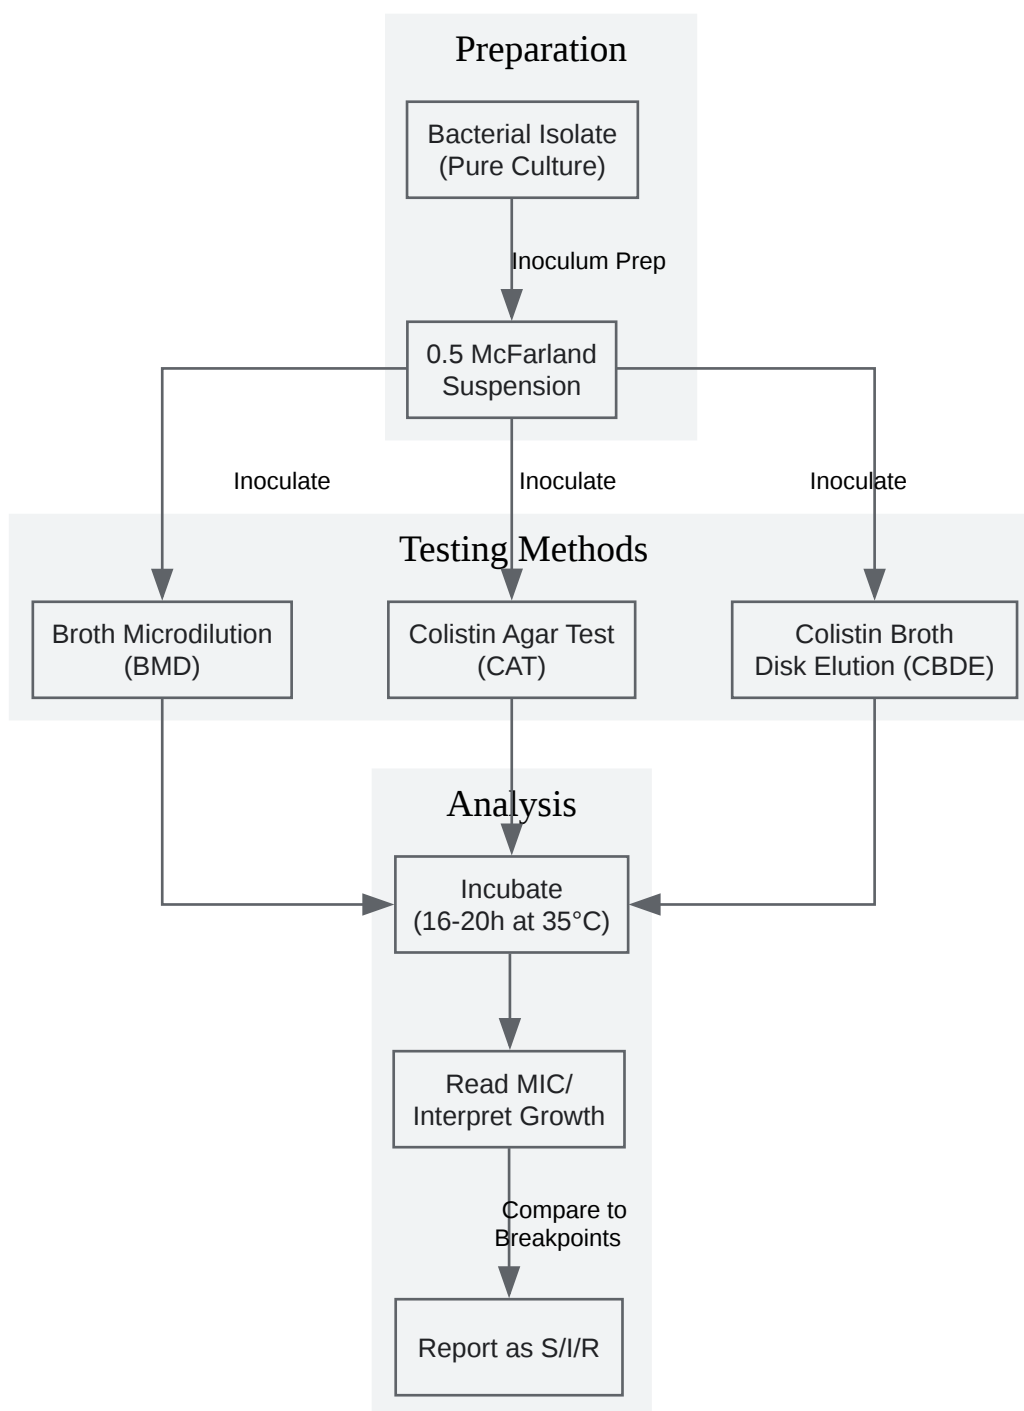 Preparation
Bacterial Isolate
(Pure Culture)
Inoculum Prep
0.5 McFarland
Suspension
Inoculate
Inoculate
Inoculate
Testing Methods
Broth Microdilution
(BMD)
Colistin Agar Test
(CAT)
Colistin Broth
Disk Elution (CBDE)
Analysis
Incubate
(16-20h at 35°C)
Read MIC/
Interpret Growth
Compare to
Breakpoints
Report as S/I/R